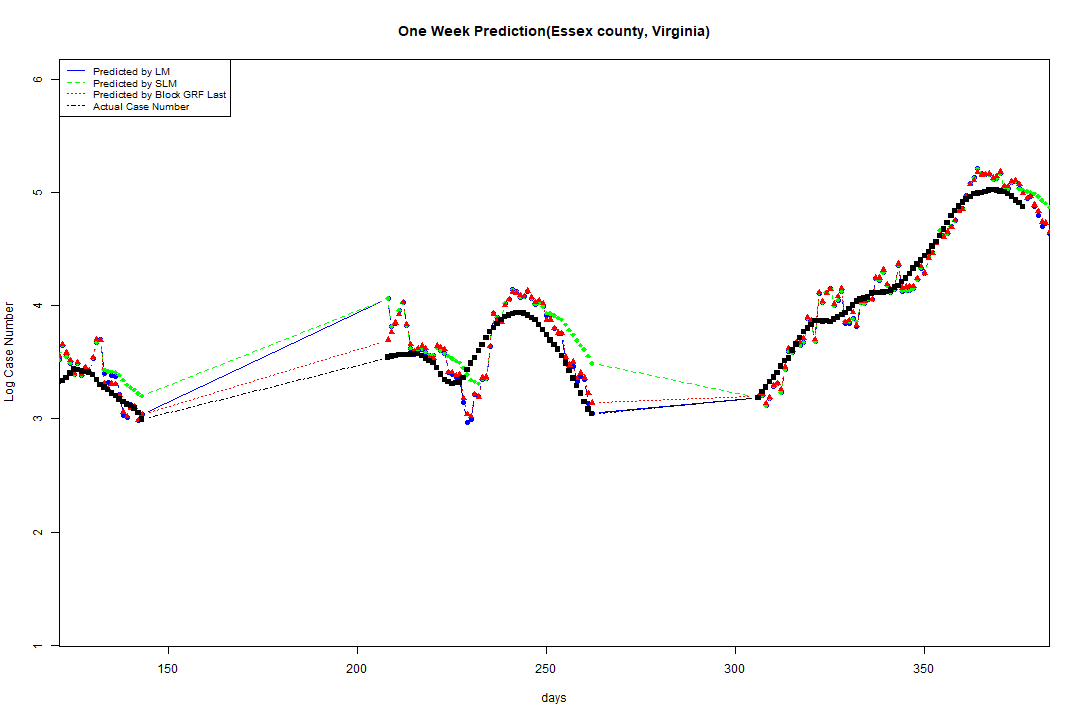 One Week Prediction(Essex county, Virginia)
Predicted by LM
Predicted by SLM
Predicted by Block GRF Last
Actual Case Number
Log Case Number
6
5
4
3
2
1
150 200 250 300 350
days